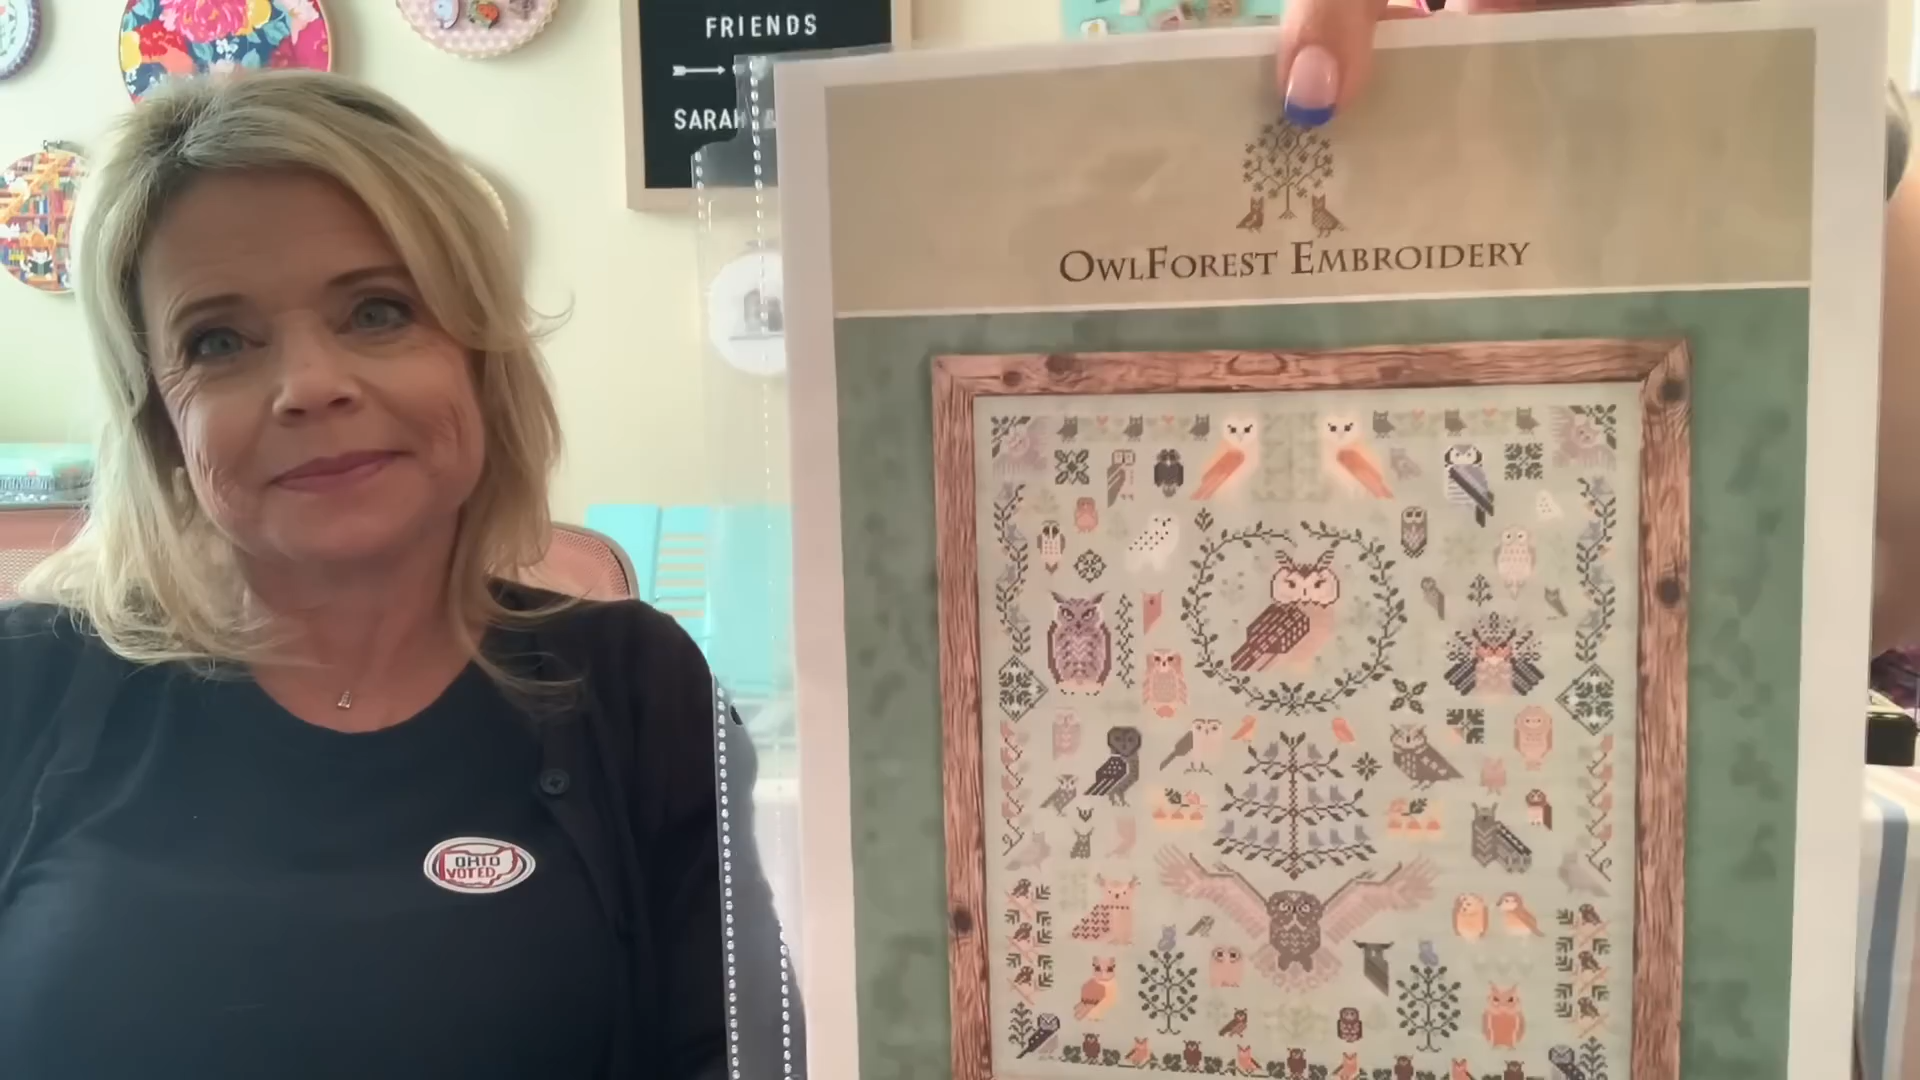 FRIENDS
SARAH &
OWLFOREST EMBROIDERY
OHIO
VOTED